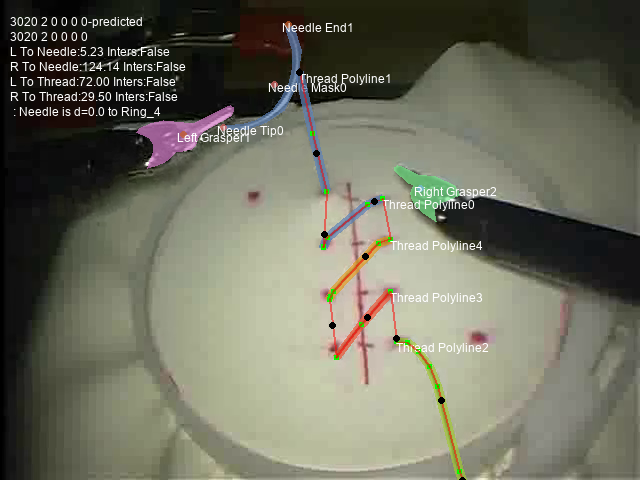 3020 2 0 0 0 0-predicted
3020 2 0 0 0 0
L To Needle:5.23 Inters:False
R To Needle:124.14 Inters:False
L To Thread:72.00 Inters:False
R To Thread:29.50 Inters:False
: Needle is d=0.0 to Ring_4
Needle End1
Thread Polyline1
Needle Mask0
Needle Tip0
Left Grasper1
Right Grasper2
Thread Polyline0
Thread Polyline4
Thread Polyline3
Thread Polyline2